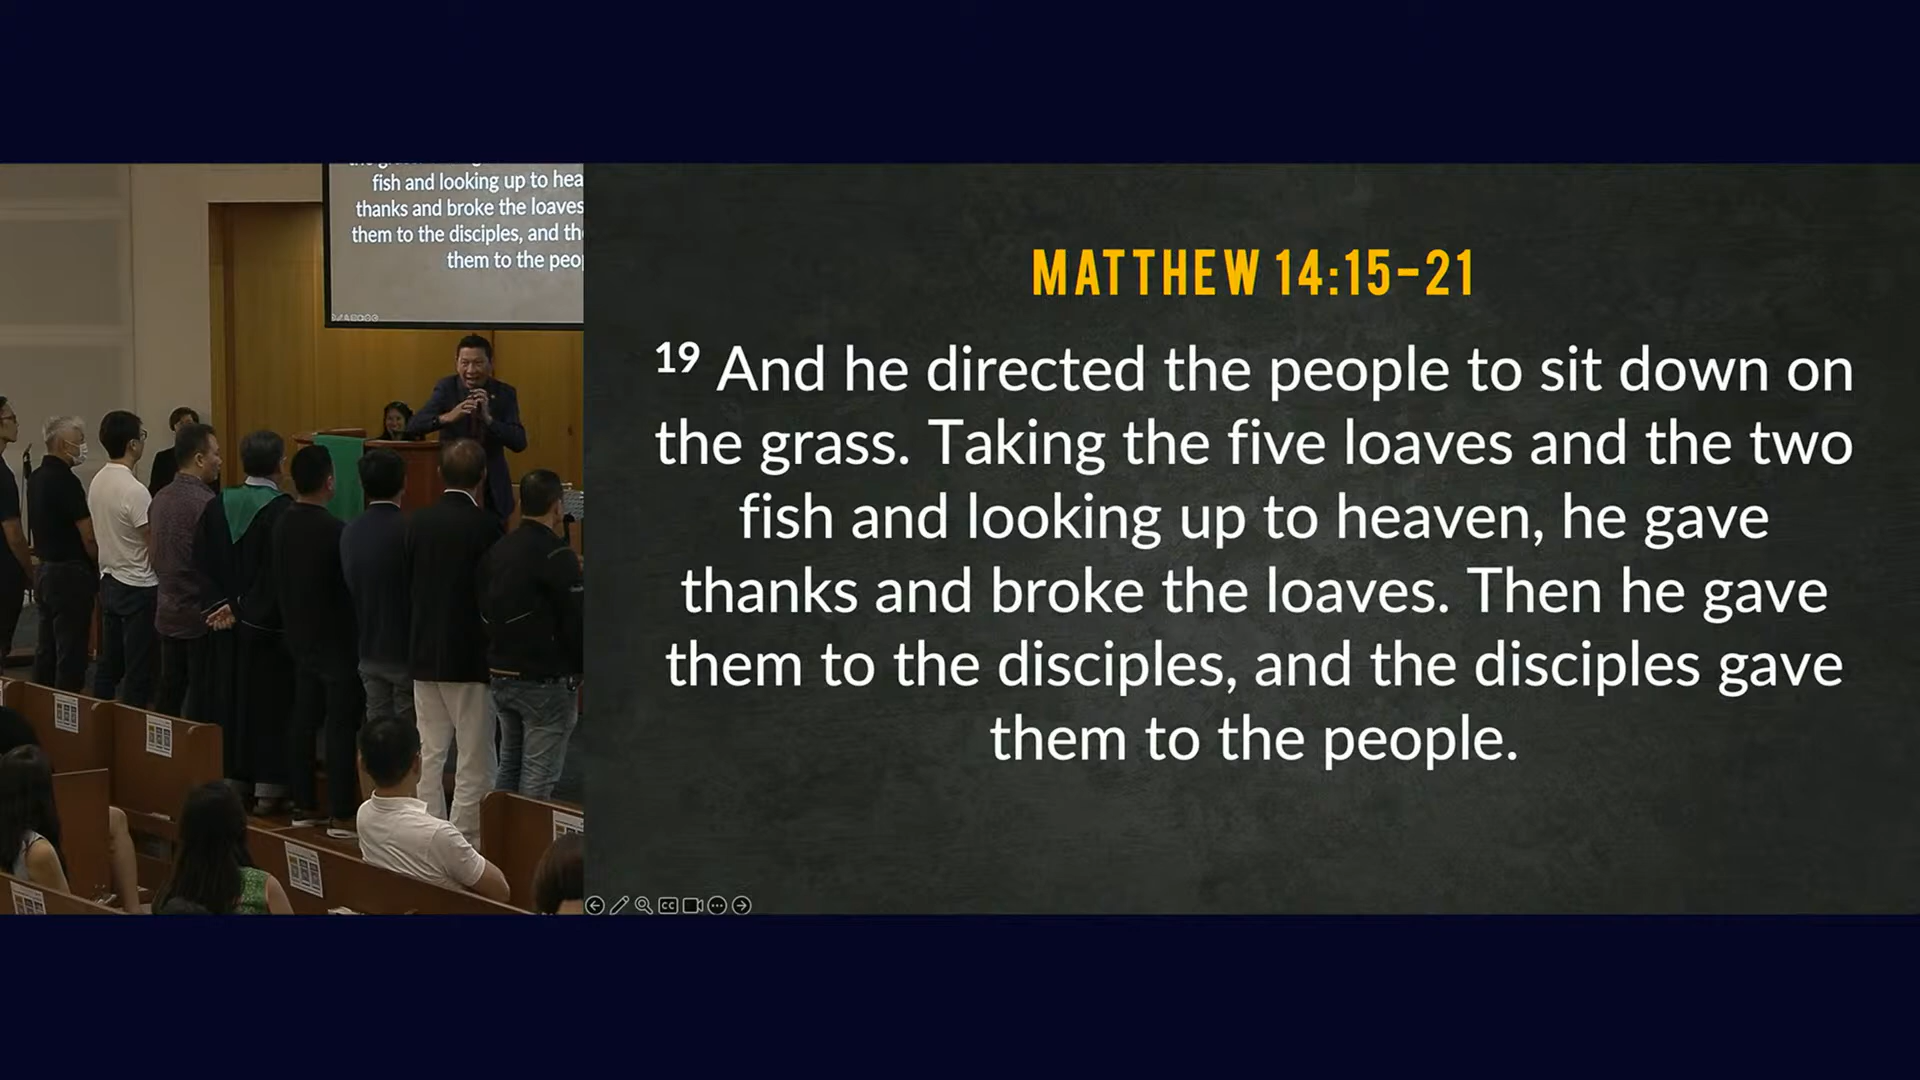 fish and looking up to hea
thanks and broke the loaves
them to the disciples, and th
them to the peo
MATTHEW 14:15-21
19 And he directed the people to sit down on
the grass. Taking the five loaves and the two
fish and looking up to heaven, he gave
thanks and broke the loaves. Then he gave
them to the disciples, and the disciples gave
them to the people.
CC